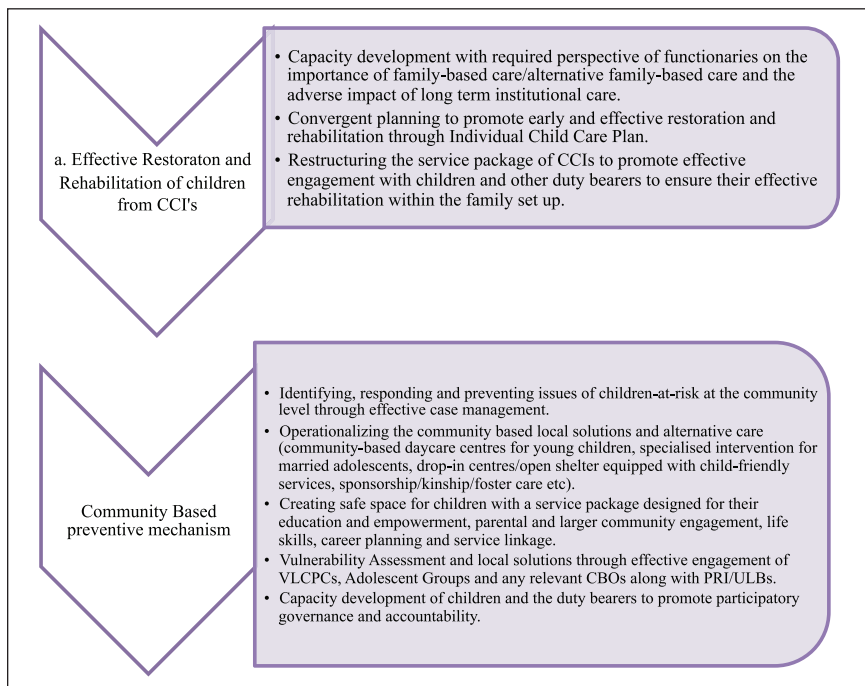 a. Effective Restoraton and
Rehabilitation of children
from CCI's
• Capacity development with required perspective of functionaries on the
importance of family-based care/alternative family-based care and the
adverse impact of long term institutional care.
• Convergent planning to promote early and effective restoration and
rehabilitation through Individual Child Care Plan.
• Restructuring the service package of CCIs to promote effective
engagement with children and other duty bearers to ensure their effective
rehabilitation within the family set up.
Community Based
preventive mechanism
• Identifying, responding and preventing issues of children-at-risk at the community
level through effective case management.
• Operationalizing the community based local solutions and alternative care
(community-based daycare centres for young children, specialised intervention for
married adolescents, drop-in centres/open shelter equipped with child-friendly
services, sponsorship/kinship/foster care etc).
• Creating safe space for children with a service package designed for their
education and empowerment, parental and larger community engagement, life
skills, career planning and service linkage.
• Vulnerability Assessment and local solutions through effective engagement of
VLCPCs, Adolescent Groups and any relevant CBOs along with PRI/ULBs.
• Capacity development of children and the duty bearers to promote participatory
governance and accountability.